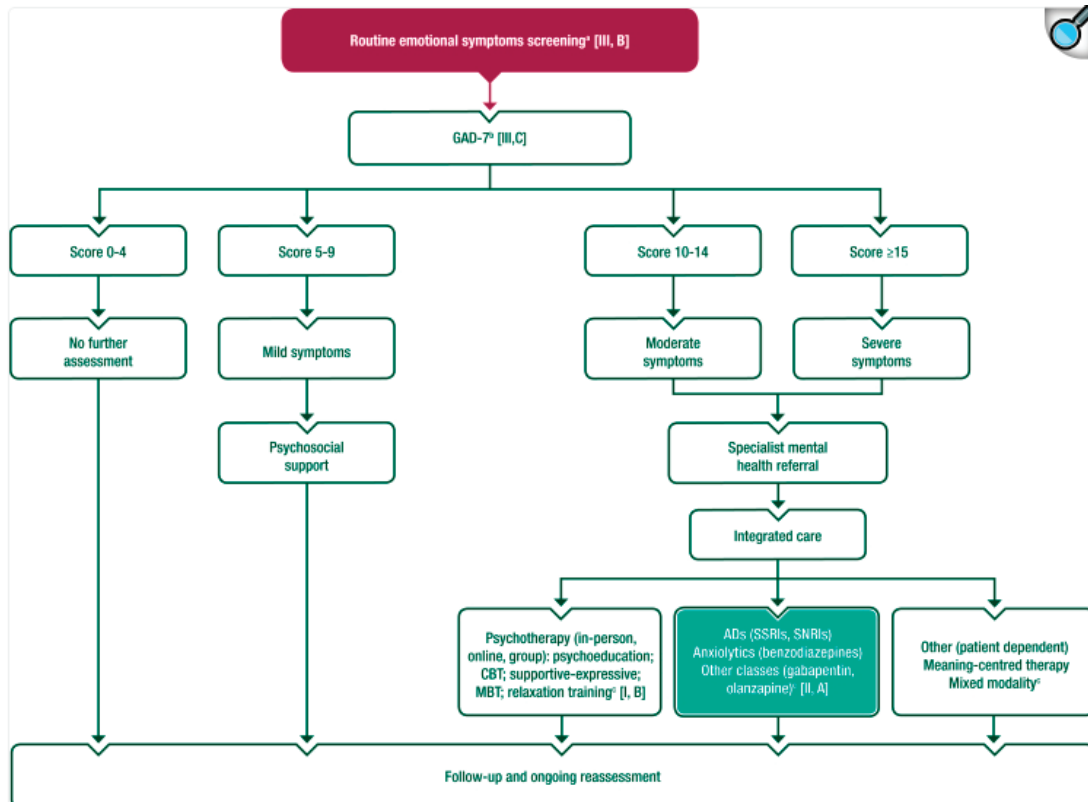 Routine emotional symptoms screeningᵃ [III, B]
GAD-7ᵇ [III,C]
Score 0-4
Score 5-9
Score 10-14
Score ≥15
No further
assessment
Mild symptoms
Moderate
symptoms
Severe
symptoms
Psychosocial
support
Specialist mental
health referral
Integrated care
Psychotherapy (in-person,
online, group): psychoeducation;
CBT; supportive-expressive;
MBT; relaxation trainingᶜ [I, B]
ADs (SSRIs, SNRIs)
Anxiolytics (benzodiazepines)
Other classes (gabapentin,
olanzapine)ᶜ [II, A]
Other (patient dependent)
Meaning-centred therapy
Mixed modalityᶜ
Follow-up and ongoing reassessment